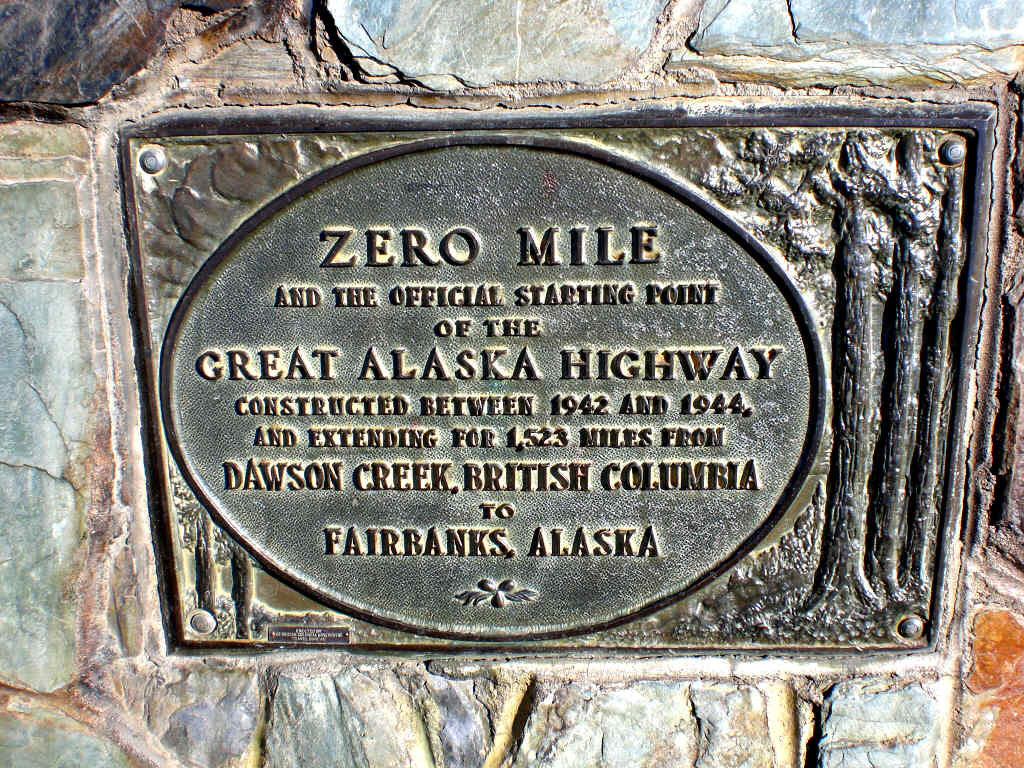 ZERO MILE
AND THE OFFICIAL STARTING POINT
OF THE
GREAT ALASKA HIGHWAY
CONSTRUCTED BETWEEN 1942 AND 1944,
AND EXTENDING FOR 1,523 MILES FROM
DAWSON CREEK, BRITISH COLUMBIA
TO
FAIRBANKS, ALASKA